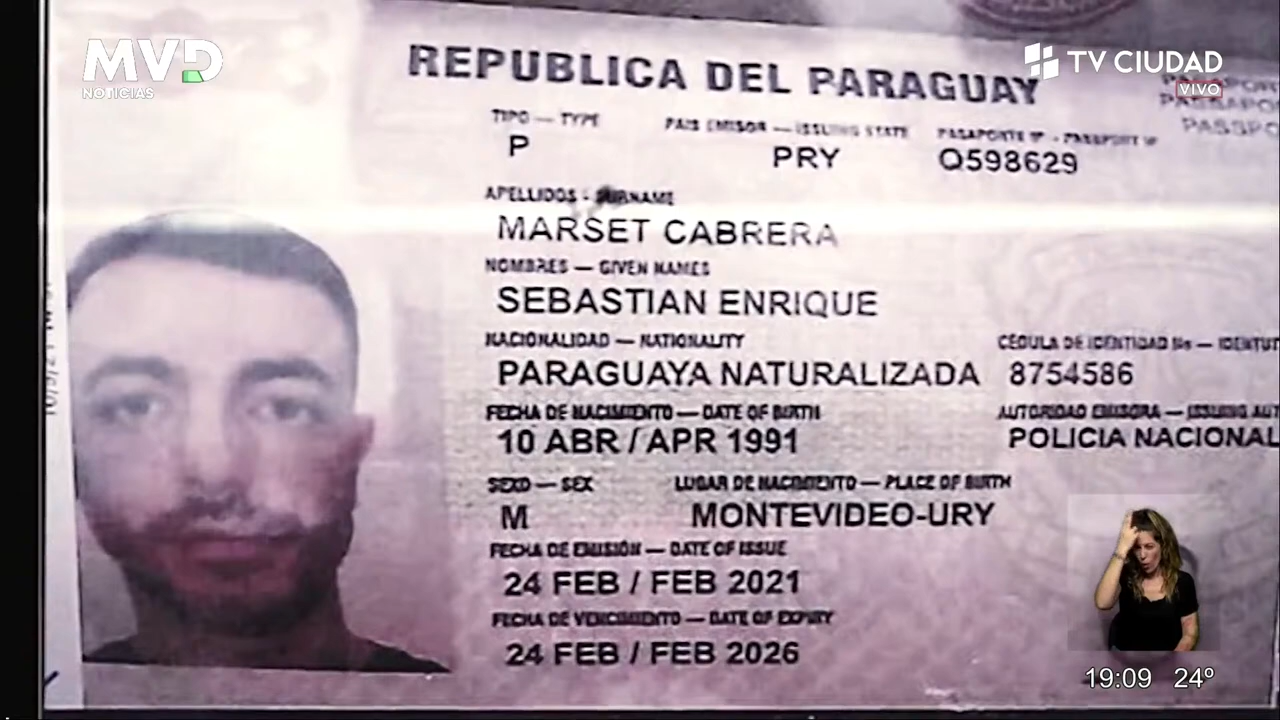 MVD
NOTICIAS
TV CIUDAD
VIVO
REPUBLICA DEL PARAGUAY
TIPO — TYPE
PAIS EMISOR — ISSUING STATE
PASAPORTE Nº - PASSPORT Nº
P
PRY
Q598629
APELLIDOS - SURNAME
MARSET CABRERA
NOMBRES — GIVEN NAMES
SEBASTIAN ENRIQUE
NACIONALIDAD — NATIONALITY
CÉDULA DE IDENTIDAD No —
PARAGUAYA NATURALIZADA
8754586
FECHA DE NACIMIENTO — DATE OF BIRTH
AUTORIDAD EMISORA — ISSUING
10 ABR / APR 1991
POLICIA NACIONAL
SEXO — SEX
LUGAR DE NACIMIENTO — PLACE OF BIRTH
M
MONTEVIDEO-URY
FECHA DE EMISIÓN — DATE OF ISSUE
24 FEB / FEB 2021
FECHA DE VENCIMIENTO — DATE OF EXPIRY
24 FEB / FEB 2026
19:09 24º